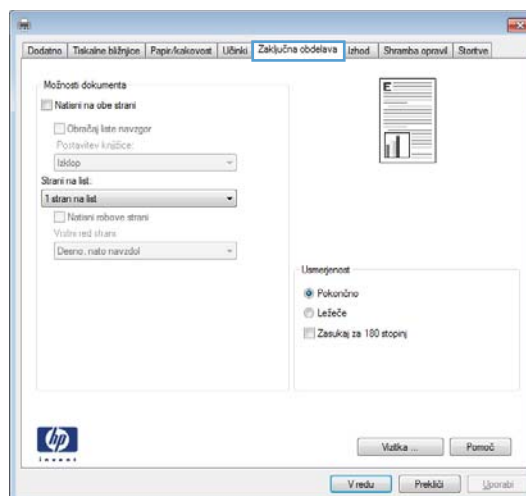 Dodatno Tiskalne bližnjice Papir/kakovost Učinki Zaključna obdelava Izhod Shramba opravil Storitve
Možnosti dokumenta
Natisni na obe strani
Obračaj liste navzgor
Postavitev knjižice:
Izklop
Strani na list:
1 stran na list
Natisni robove strani
Vrstni red strani
Desno, nato navzdol
E
Usmerjenost
Pokončno
Ležeče
Zasukaj za 180 stopinj
hp
invent
Vizitka ... Pomoč
V redu Prekliči Uporabi